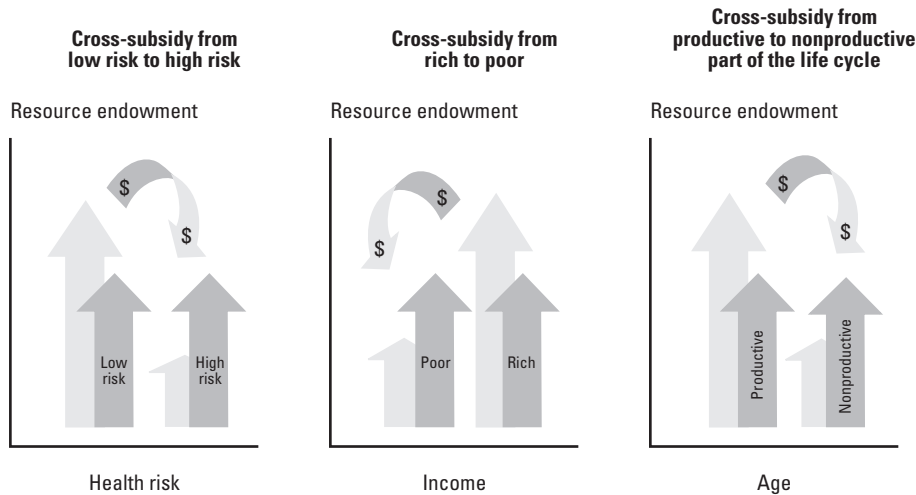 Cross-subsidy from
low risk to high risk
Resource endowment
$
$
Low
risk
High
risk
Health risk
Cross-subsidy from
rich to poor
Resource endowment
$
$
Poor
Rich
Income
Cross-subsidy from
productive to nonproductive
part of the life cycle
Resource endowment
$
$
Productive
Nonproductive
Age